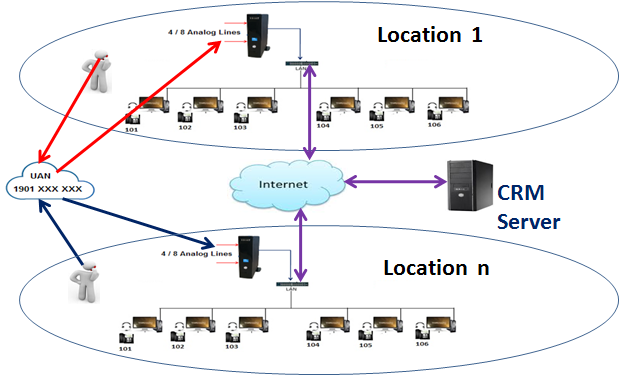 Location 1
4 / 8 Analog Lines
LAN
101
102
103
104
105
106
UAN
1901 XXX XXX
Internet
CRM
Server
Location n
4 / 8 Analog Lines
LAN
101
102
103
104
105
106